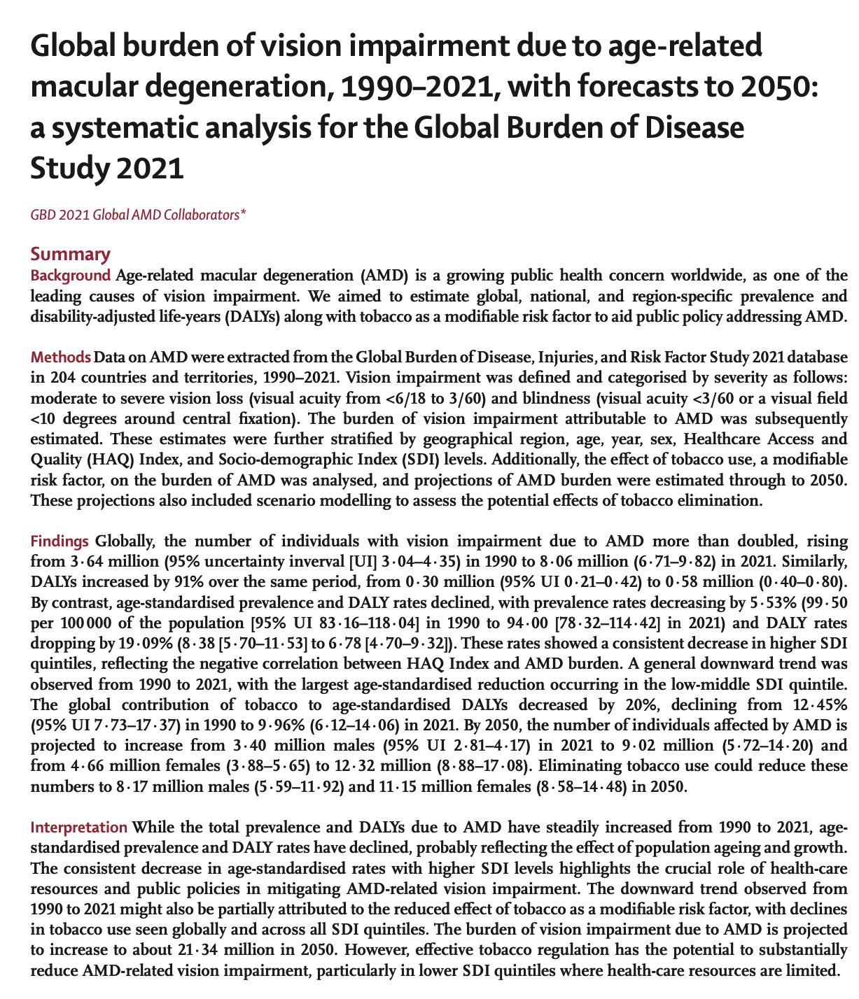 Global burden of vision impairment due to age-related
macular degeneration, 1990–2021, with forecasts to 2050:
a systematic analysis for the Global Burden of Disease
Study 2021
GBD 2021 Global AMD Collaborators*
Summary
Background Age-related macular degeneration (AMD) is a growing public health concern worldwide, as one of the
leading causes of vision impairment. We aimed to estimate global, national, and region-specific prevalence and
disability-adjusted life-years (DALYs) along with tobacco as a modifiable risk factor to aid public policy addressing AMD.
Methods Data on AMD were extracted from the Global Burden of Disease, Injuries, and Risk Factor Study 2021 database
in 204 countries and territories, 1990–2021. Vision impairment was defined and categorised by severity as follows:
moderate to severe vision loss (visual acuity from <6/18 to 3/60) and blindness (visual acuity <3/60 or a visual field
<10 degrees around central fixation). The burden of vision impairment attributable to AMD was subsequently
estimated. These estimates were further stratified by geographical region, age, year, sex, Healthcare Access and
Quality (HAQ) Index, and Socio-demographic Index (SDI) levels. Additionally, the effect of tobacco use, a modifiable
risk factor, on the burden of AMD was analysed, and projections of AMD burden were estimated through to 2050.
These projections also included scenario modelling to assess the potential effects of tobacco elimination.
Findings Globally, the number of individuals with vision impairment due to AMD more than doubled, rising
from 3·64 million (95% uncertainty inverval [UI] 3·04–4·35) in 1990 to 8·06 million (6·71–9·82) in 2021. Similarly,
DALYs increased by 91% over the same period, from 0·30 million (95% UI 0·21–0·42) to 0·58 million (0·40–0·80).
By contrast, age-standardised prevalence and DALY rates declined, with prevalence rates decreasing by 5·53% (99·50
per 100 000 of the population [95% UI 83·16–118·04] in 1990 to 94·00 [78·32–114·42] in 2021) and DALY rates
dropping by 19·09% (8·38 [5·70–11·53] to 6·78 [4·70–9·32]). These rates showed a consistent decrease in higher SDI
quintiles, reflecting the negative correlation between HAQ Index and AMD burden. A general downward trend was
observed from 1990 to 2021, with the largest age-standardised reduction occurring in the low-middle SDI quintile.
The global contribution of tobacco to age-standardised DALYs decreased by 20%, declining from 12·45%
(95% UI 7·73–17·37) in 1990 to 9·96% (6·12–14·06) in 2021. By 2050, the number of individuals affected by AMD is
projected to increase from 3·40 million males (95% UI 2·81–4·17) in 2021 to 9·02 million (5·72–14·20) and
from 4·66 million females (3·88–5·65) to 12·32 million (8·88–17·08). Eliminating tobacco use could reduce these
numbers to 8·17 million males (5·59–11·92) and 11·15 million females (8·58–14·48) in 2050.
Interpretation While the total prevalence and DALYs due to AMD have steadily increased from 1990 to 2021, age-
standardised prevalence and DALY rates have declined, probably reflecting the effect of population ageing and growth.
The consistent decrease in age-standardised rates with higher SDI levels highlights the crucial role of health-care
resources and public policies in mitigating AMD-related vision impairment. The downward trend observed from
1990 to 2021 might also be partially attributed to the reduced effect of tobacco as a modifiable risk factor, with declines
in tobacco use seen globally and across all SDI quintiles. The burden of vision impairment due to AMD is projected
to increase to about 21·34 million in 2050. However, effective tobacco regulation has the potential to substantially
reduce AMD-related vision impairment, particularly in lower SDI quintiles where health-care resources are limited.